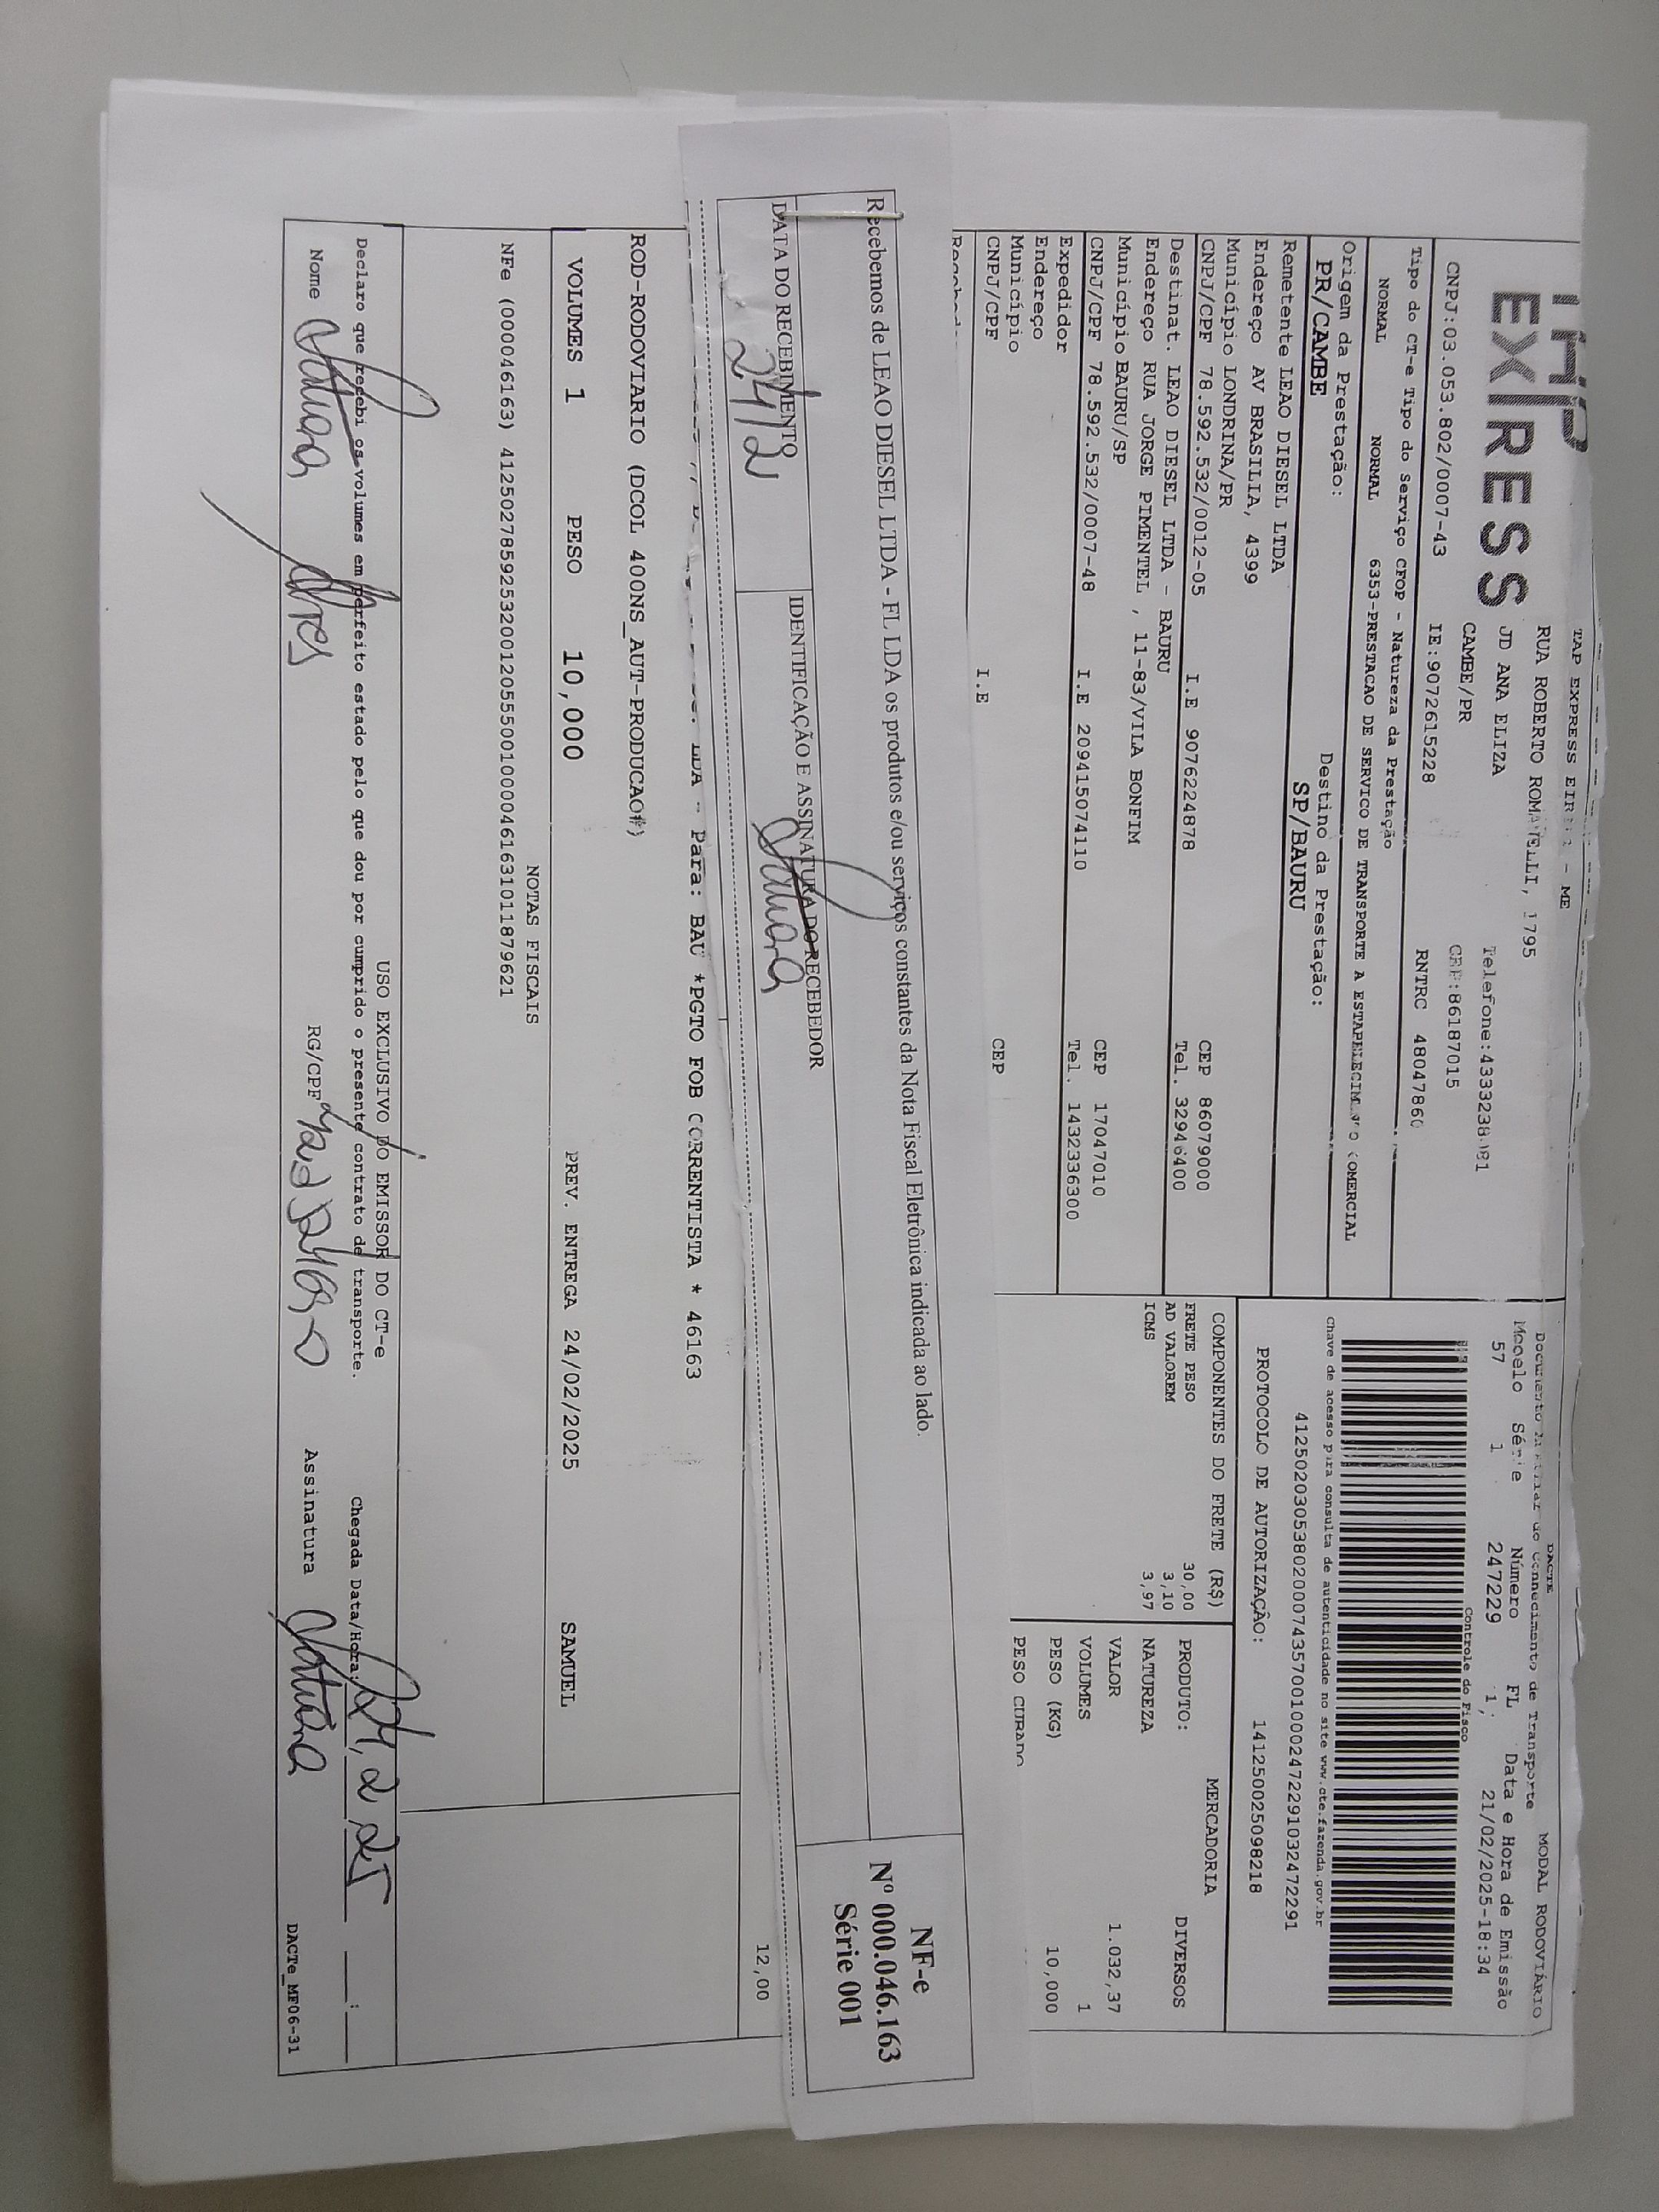 TAP EXPRESS
RUA ROBERTO ROMATELLI, 1795
JD ANA ELIZA
Telefone:4333238
CAMBE/PR
CEP:86187015
CNPJ:03.053.802/0007-43 IE:9072615228 RNTRC 4804786
Tipo do CT-e Tipo do Serviço CFOP - Natureza da Prestação
NORMAL NORMAL 6353-PRESTACAO DE SERVICO DE TRANSPORTE A COMERCIAL
Origem da Prestação: Destino da Prestação:
PR/CAMBE SP/BAURU
Remetente LEAO DIESEL LTDA
Endereço AV BRASILIA, 4399
Município LONDRINA/PR CEP 86079000
CNPJ/CPF 78.592.532/0012-05 I.E 9076224878 Tel. 32946400
Destinat. LEAO DIESEL LTDA - BAURU
Endereço RUA JORGE PIMENTEL , 11-83/VILA BONFIM
Município BAURU/SP CEP 17047010
CNPJ/CPF 78.592.532/0007-48 I.E 209415074110 Tel. 1432336300
Expedidor
Endereço
Município CEP
CNPJ/CPF I.E
DACTE MODAL RODOVIÁRIO
Documento Auxiliar do Conhecimento de Transporte
Modelo Série Número FL Data e Hora de Emissão
57 1 247229 21/02/2025-18:34
Controle do Fisco
Chave de acesso para consulta de autenticidade no site www.cte.fazenda.gov.br
41250203053802000743570010002472291032472291
PROTOCOLO DE AUTORIZAÇÃO: 141250025098218
COMPONENTES DO FRETE (R$)
FRETE PESO 30,00
AD VALOREM 3,10
ICMS 3,97
MERCADORIA
PRODUTO: DIVERSOS
NATUREZA
VALOR 1.032,37
VOLUMES 1
PESO (KG) 10,000
PESO CUBADO
Recebemos de LEAO DIESEL LTDA - FL LDA os produtos e/ou serviços constantes da Nota Fiscal Eletrônica indicada ao lado.
DATA DO RECEBIMENTO IDENTIFICAÇÃO E ASSINATURA DO RECEBEDOR
24/2
NF-e
Nº 000.046.163
Série 001
12,00
LDA - Para: BAU *PGTO FOB CORRENTISTA * 46163
ROD-RODOVIARIO (DCOL 400NS_AUT-PRODUCAO#)
VOLUMES 1 PESO 10,000 PREV. ENTREGA 24/02/2025 SAMUEL
NOTAS FISCAIS
NFe (000046163) 41250278592532001205550010000461631011879621
USO EXCLUSIVO DO EMISSOR DO CT-e
Declaro que recebi os volumes em perfeito estado pelo que dou por cumprido o presente contrato de transporte. Chegada Data/Hora: 24, 2, 25 :
Nome RG/CPF Assinatura
DACTe_MF06-31